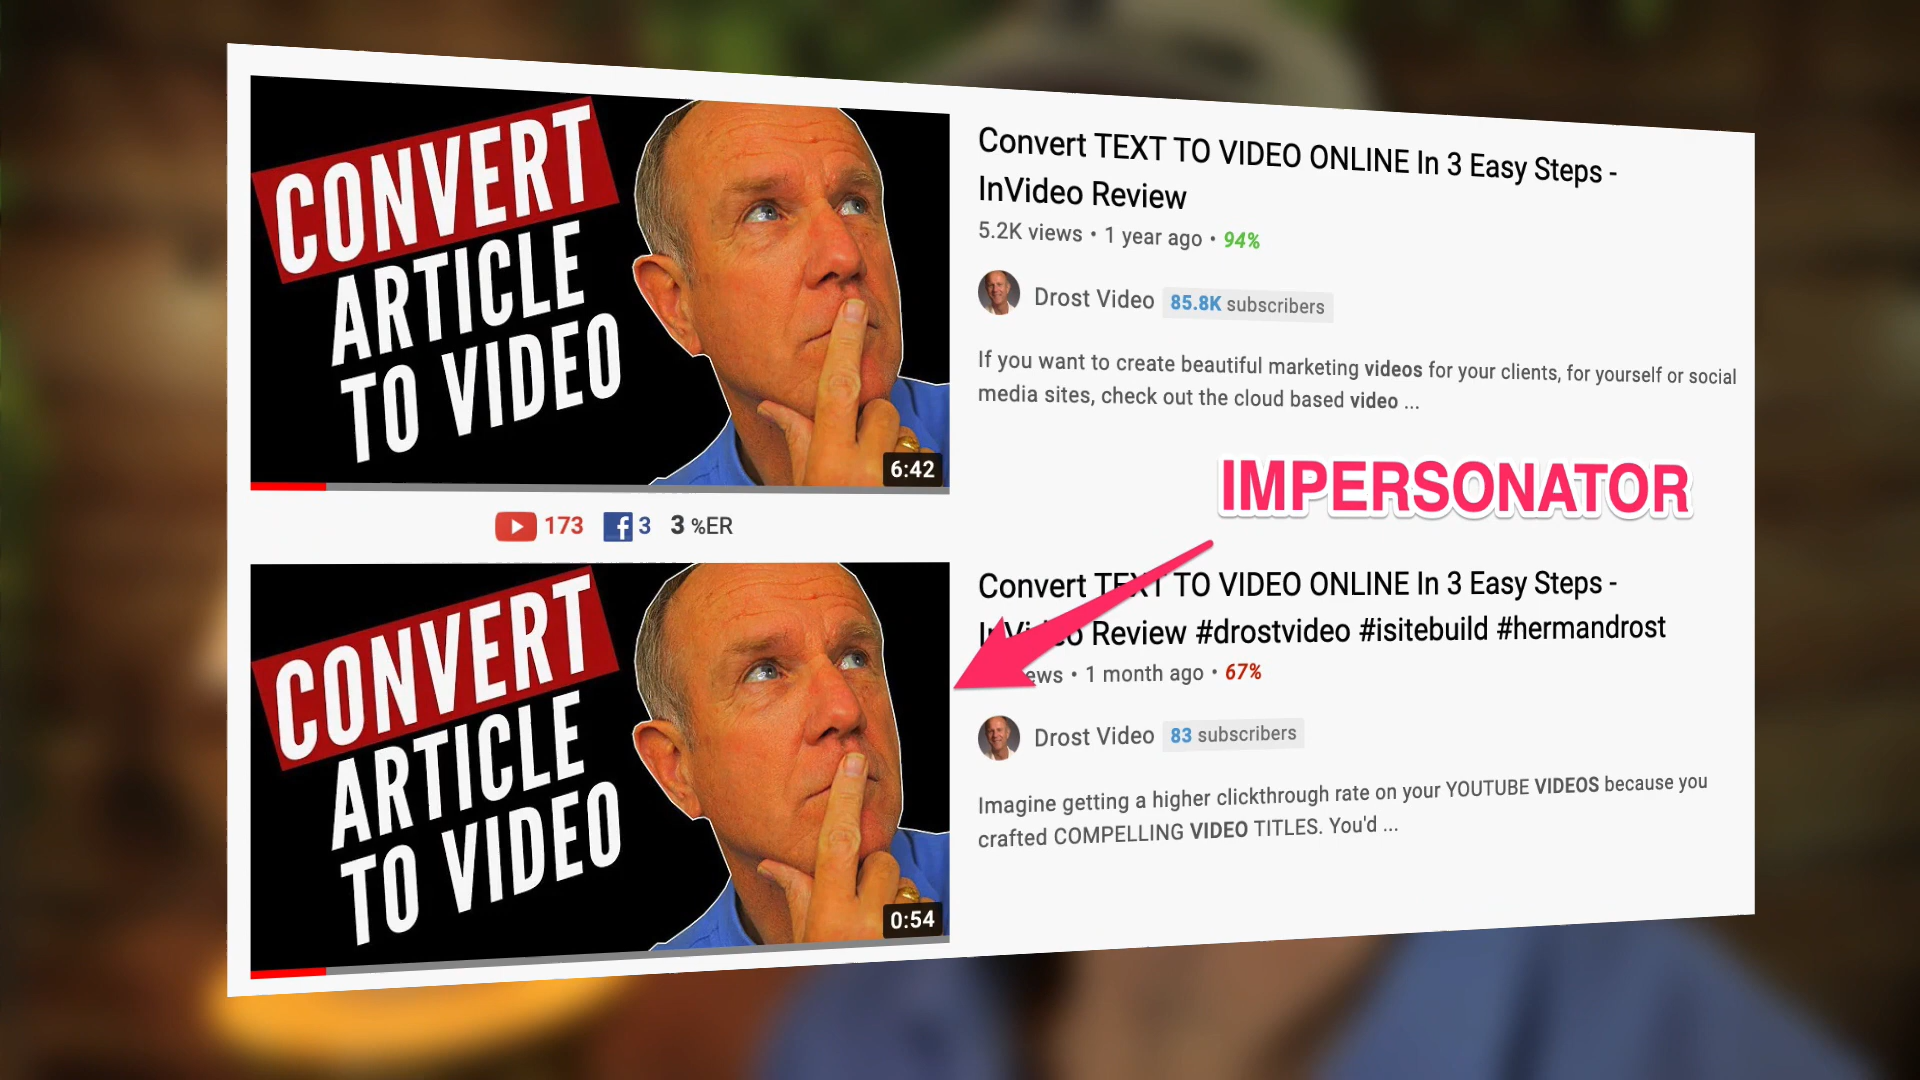 CONVERT
ARTICLE
TO VIDEO
6:42
173 3 3 %ER
Convert TEXT TO VIDEO ONLINE In 3 Easy Steps -
InVideo Review
5.2K views • 1 year ago • 94%
Drost Video 85.8K subscribers
If you want to create beautiful marketing videos for your clients, for yourself or social
media sites, check out the cloud based video ...
IMPERSONATOR
CONVERT
ARTICLE
TO VIDEO
0:54
Convert TEXT TO VIDEO ONLINE In 3 Easy Steps -
InVideo Review #drostvideo #isitebuild #hermandrost
• 1 month ago • 67%
Drost Video 83 subscribers
Imagine getting a higher clickthrough rate on your YOUTUBE VIDEOS because you
crafted COMPELLING VIDEO TITLES. You'd ...